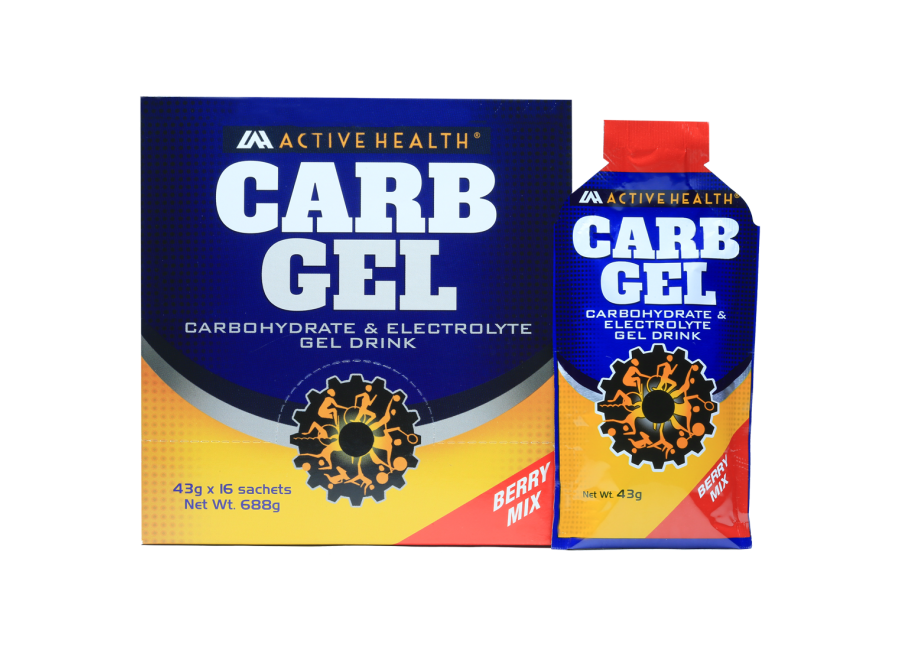 ACTIVE HEALTH®
CARB
GEL
CARBOHYDRATE & ELECTROLYTE
GEL DRINK
43g x 16 sachets
Net Wt. 688g
BERRY
MIX
ACTIVE HEALTH®
CARB
GEL
CARBOHYDRATE &
ELECTROLYTE
GEL DRINK
Net Wt. 43g
BERRY
MIX